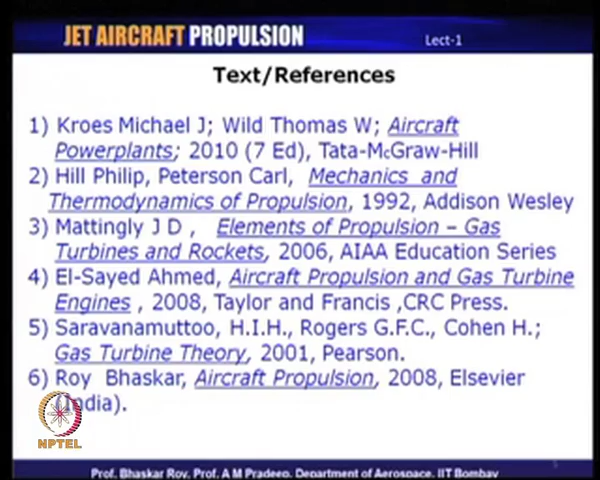 JET AIRCRAFT PROPULSION Lect-1
Text/References
1) Kroes Michael J; Wild Thomas W; Aircraft
Powerplants; 2010 (7 Ed), Tata-McGraw-Hill
2) Hill Philip, Peterson Carl, Mechanics and
Thermodynamics of Propulsion, 1992, Addison Wesley
3) Mattingly J D , Elements of Propulsion – Gas
Turbines and Rockets, 2006, AIAA Education Series
4) El-Sayed Ahmed, Aircraft Propulsion and Gas Turbine
Engines , 2008, Taylor and Francis ,CRC Press.
5) Saravanamuttoo, H.I.H., Rogers G.F.C., Cohen H.;
Gas Turbine Theory, 2001, Pearson.
6) Roy Bhaskar, Aircraft Propulsion, 2008, Elsevier
(India).
NPTEL
Prof. Bhaskar Roy, Prof. A M Pradeep, Department of Aerospace, IIT Bombay